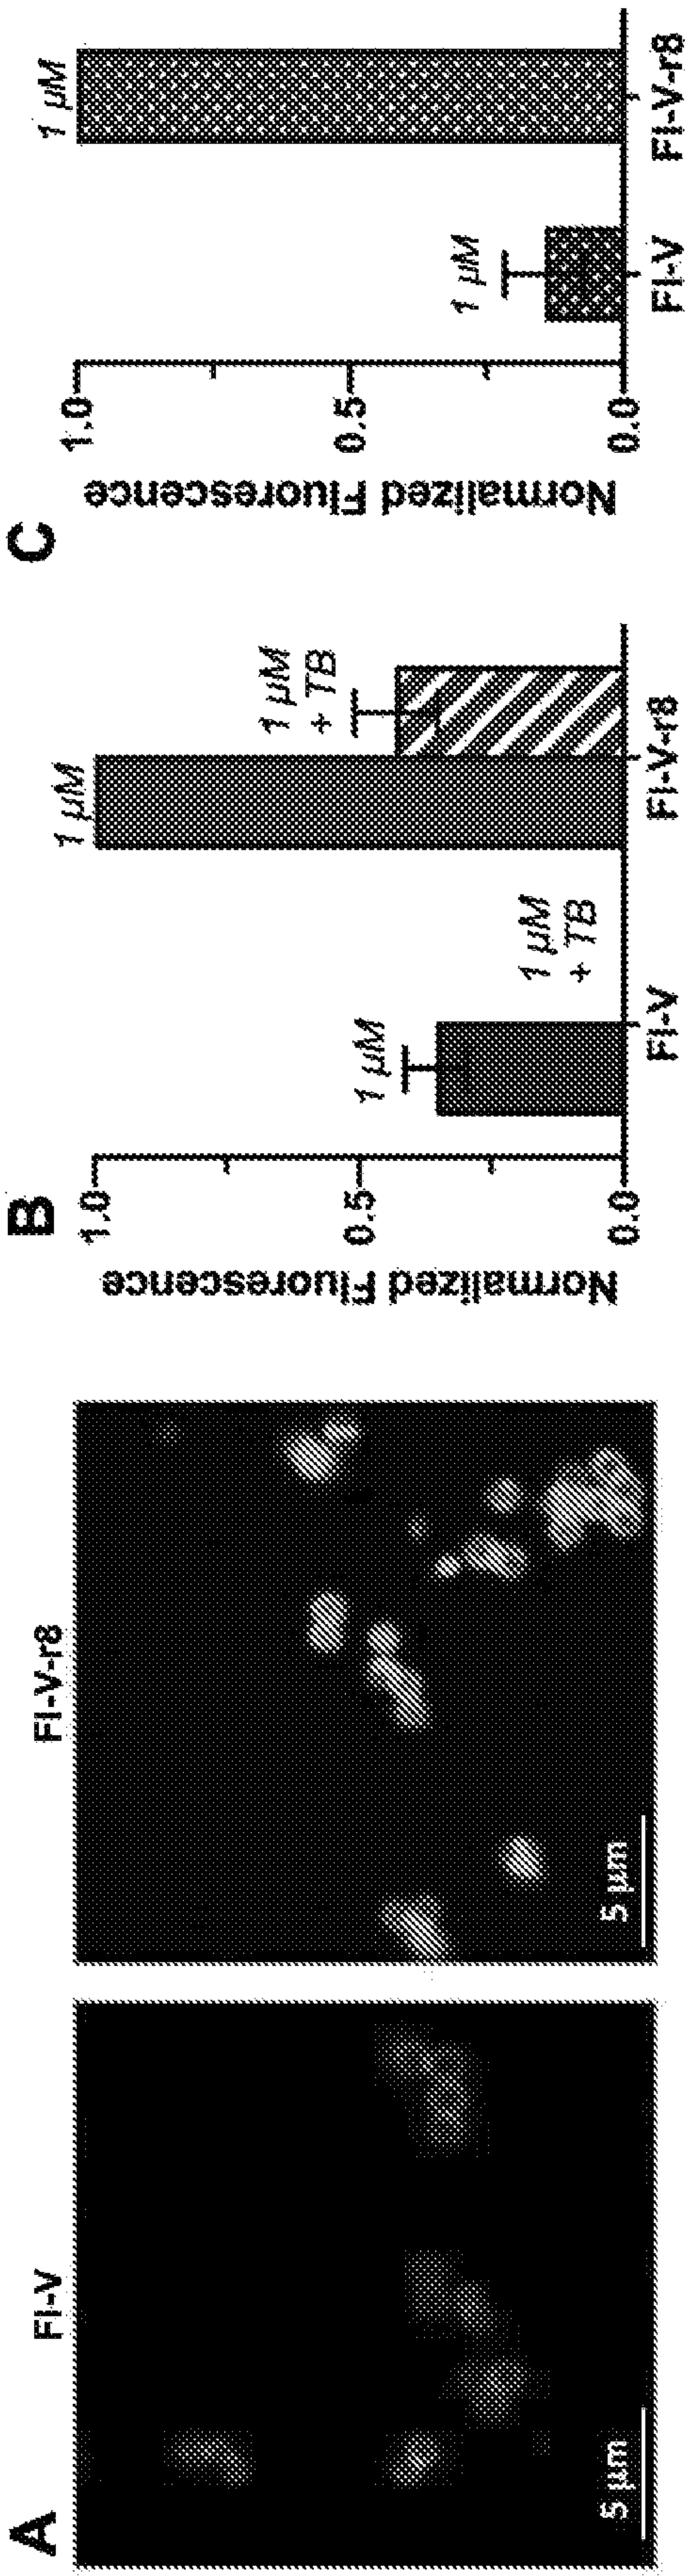 A
Fl-V
5 µm
Fl-V-r8
5 µm
B
Normalized Fluorescence
1.0
0.5
0.0
1 µM
1 µM
+ TB
1 µM
1 µM
+ TB
Fl-V
Fl-V-r8
C
Normalized Fluorescence
1.0
0.5
0.0
1 µM
1 µM
Fl-V
Fl-V-r8